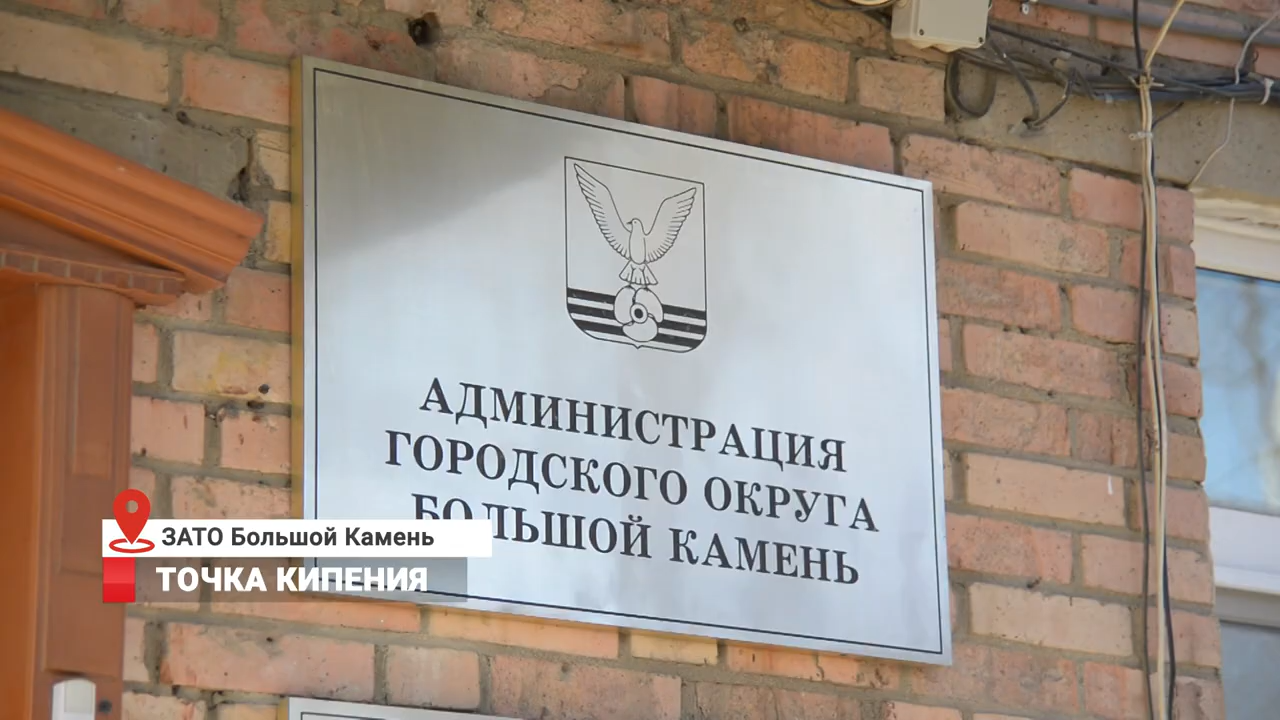 АДМИНИСТРАЦИЯ
ГОРОДСКОГО ОКРУГА
БОЛЬШОЙ КАМЕНЬ
ЗАТО Большой Камень
ТОЧКА КИПЕНИЯ